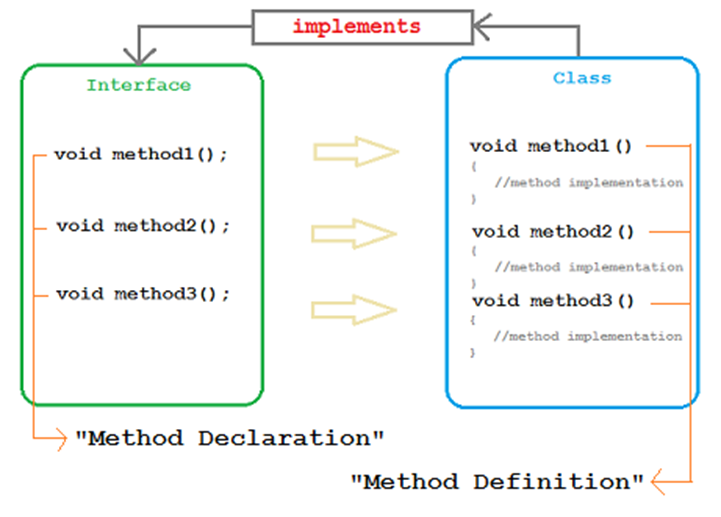 implements
Interface
void method1();
void method2();
void method3();
Class
void method1()
{
//method implementation
}
void method2()
{
//method implementation
}
void method3()
{
//method implementation
}
"Method Declaration"
"Method Definition"